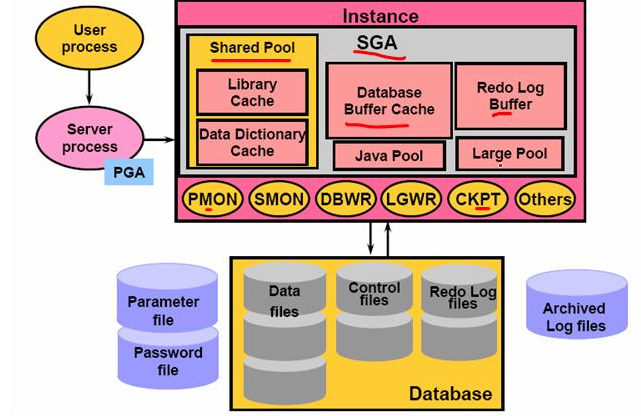 User
process
Server
process
PGA
Instance
SGA
Shared Pool
Library
Cache
Data Dictionary
Cache
Database
Buffer Cache
Redo Log
Buffer
Java Pool
Large Pool
PMON
SMON
DBWR
LGWR
CKPT
Others
Parameter
file
Password
file
Data
files
Control
files
Redo Log
files
Database
Archived
Log files